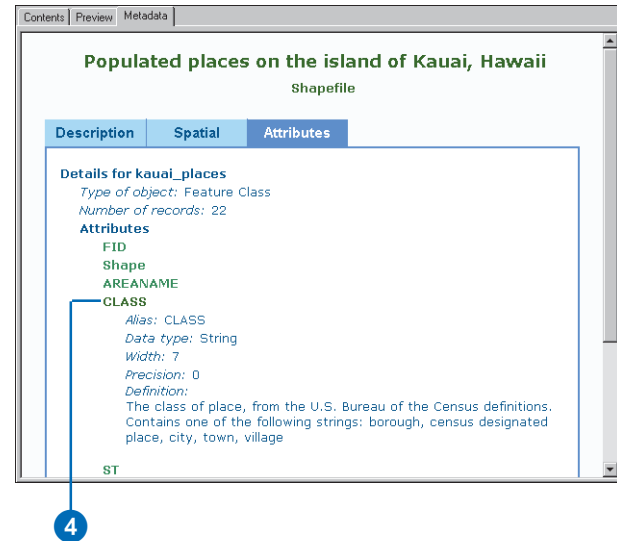 Contents Preview Metadata
Populated places on the island of Kauai, Hawaii
Shapefile
Description Spatial Attributes
Details for kauai_places
Type of object: Feature Class
Number of records: 22
Attributes
FID
Shape
AREANAME
CLASS
Alias: CLASS
Data type: String
Width: 7
Precision: 0
Definition:
The class of place, from the U.S. Bureau of the Census definitions.
Contains one of the following strings: borough, census designated
place, city, town, village
ST
4